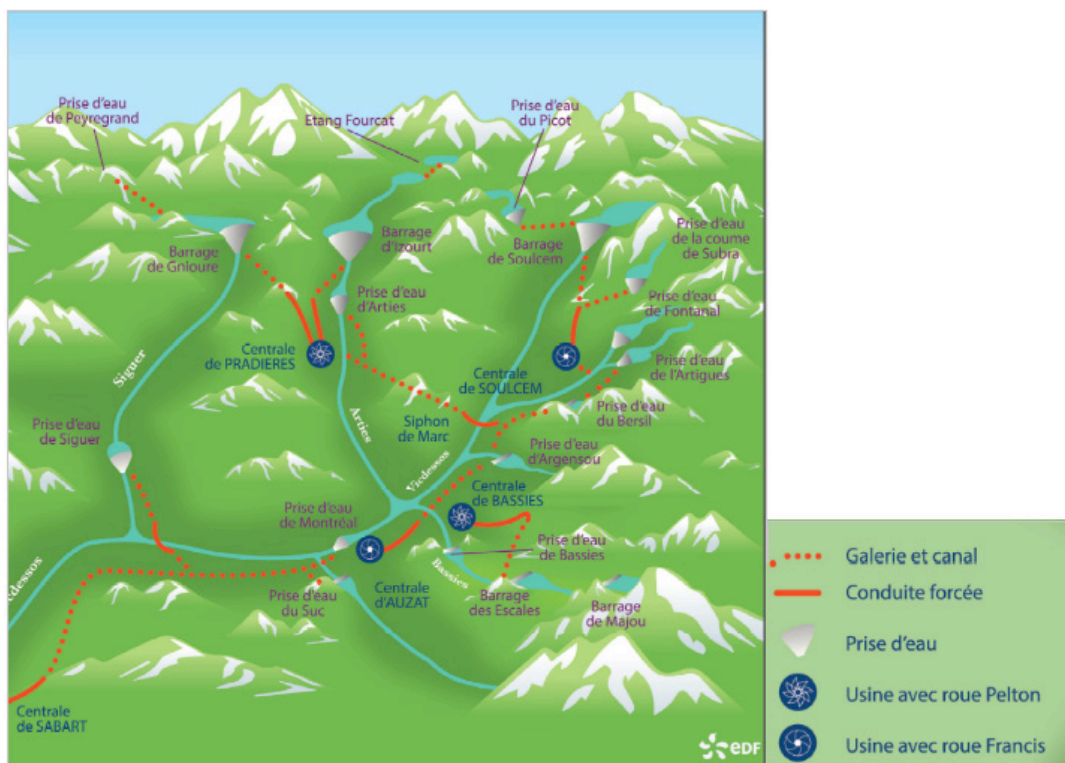 Prise d'eau
de Peyregrand
Etang Fourcat
Prise d'eau
du Picot
Barrage
de Gnioure
Barrage
d'Izourt
Barrage
de Soulcem
Prise d'eau
de la coume
de Subra
Prise d'eau
d'Arties
Prise d'eau
de Fontanal
Centrale
de PRADIERES
Centrale
de SOULCEM
Prise d'eau
de l'Artigues
Siguer
Arties
Siphon
de Marc
Prise d'eau
du Bersil
Prise d'eau
de Siguer
Vicdessos
Prise d'eau
d'Argensou
Centrale
de BASSIES
Prise d'eau
de Montréal
Prise d'eau
de Bassies
Bassies
Vicdessos
Prise d'eau
du Suc
Centrale
d'AUZAT
Barrage
des Escales
Barrage
de Majou
Centrale
de SABART
eDF
Galerie et canal
Conduite forcée
Prise d'eau
Usine avec roue Pelton
Usine avec roue Francis